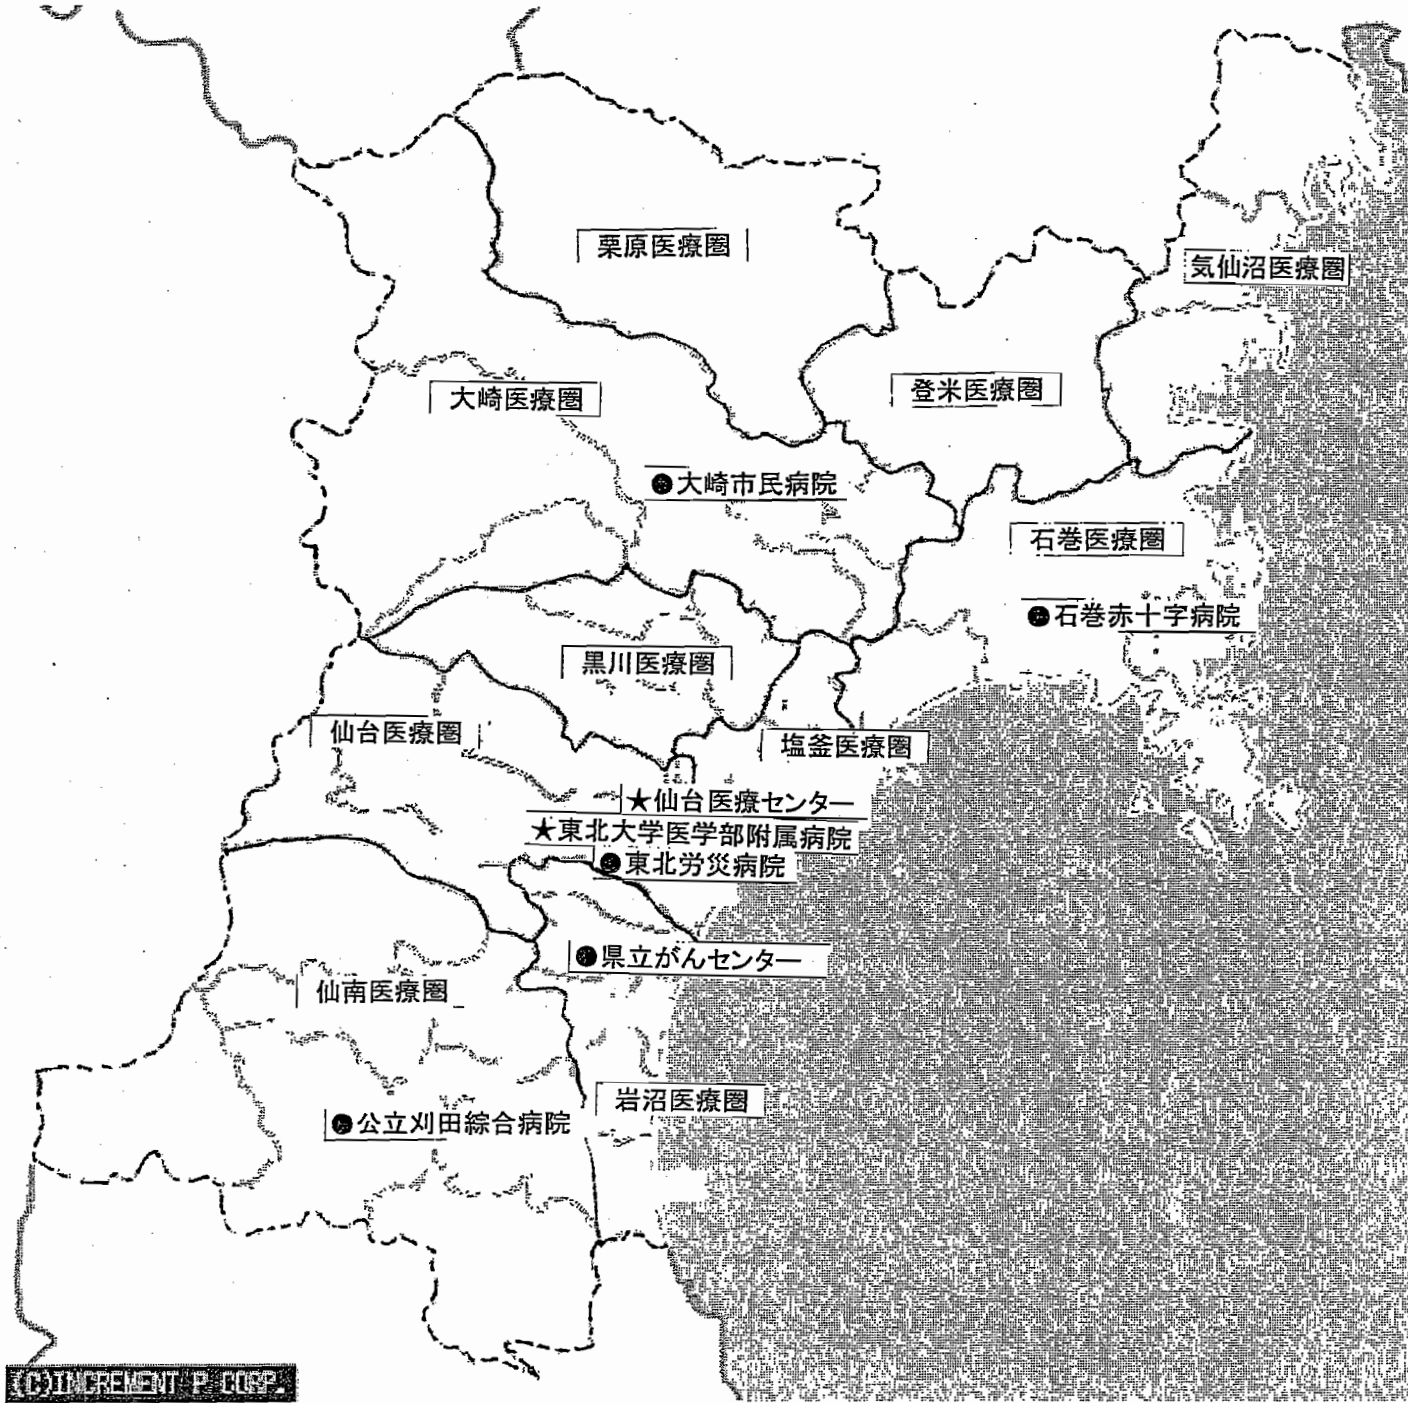 栗原医療圏
気仙沼医療圏
大崎医療圏
登米医療圏
●大崎市民病院
石巻医療圏
●石巻赤十字病院
黒川医療圏
仙台医療圏
塩釜医療圏
★仙台医療センター
★東北大学医学部附属病院
●東北労災病院
●県立がんセンター
仙南医療圏
岩沼医療圏
●公立刈田綜合病院
(C)INCREMENT P CORP.